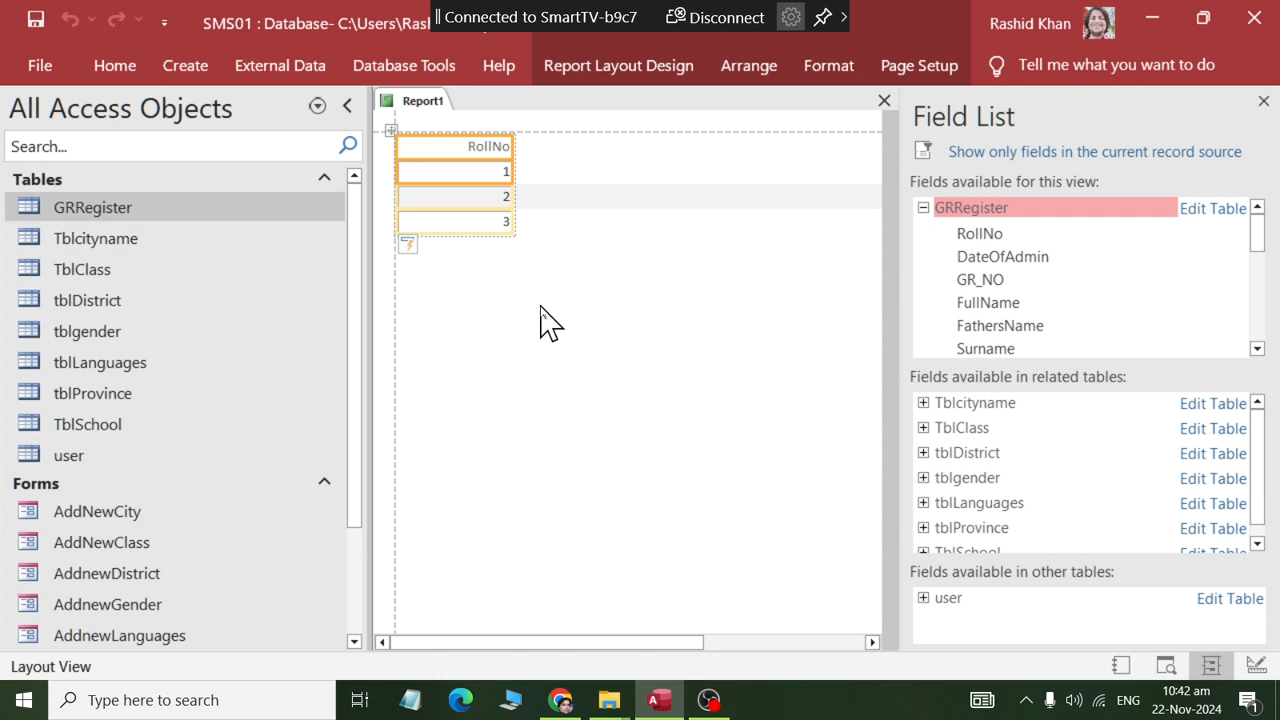 Connected to SmartTV-b9c7 Disconnect
SMS01 : Database- C:\Users\Rash
Rashid Khan
File Home Create External Data Database Tools Help Report Layout Design Arrange Format Page Setup Tell me what you want to do
All Access Objects
Search...
Tables
GRRegister
Tblcityname
TblClass
tblDistrict
tblgender
tblLanguages
tblProvince
TblSchool
user
Forms
AddNewCity
AddNewClass
AddnewDistrict
AddnewGender
AddnewLanguages
Report1
RollNo
1
2
3
Field List
Show only fields in the current record source
Fields available for this view:
GRRegister Edit Table
RollNo
DateOfAdmin
GR_NO
FullName
FathersName
Surname
Fields available in related tables:
Tblcityname Edit Table
TblClass Edit Table
tblDistrict Edit Table
tblgender Edit Table
tblLanguages Edit Table
tblProvince Edit Table
TblSchool Edit Table
Fields available in other tables:
user Edit Table
Layout View
Type here to search
ENG
10:42 am
22-Nov-2024
1